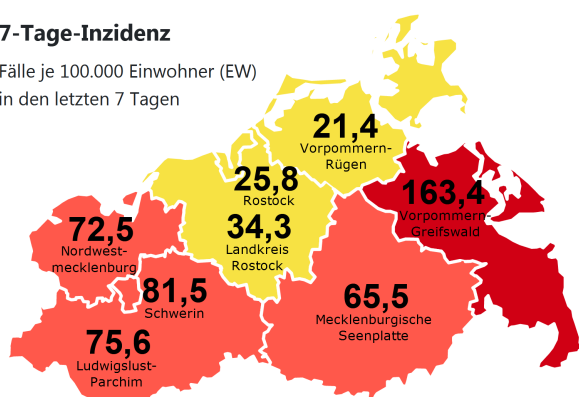 7-Tage-Inzidenz
Fälle je 100.000 Einwohner (EW)
in den letzten 7 Tagen
21,4
Vorpommern-
Rügen
25,8
Rostock
163,4
Vorpommern-
Greifswald
34,3
Landkreis
Rostock
72,5
Nordwest-
mecklenburg
81,5
Schwerin
65,5
Mecklenburgische
Seenplatte
75,6
Ludwigslust-
Parchim